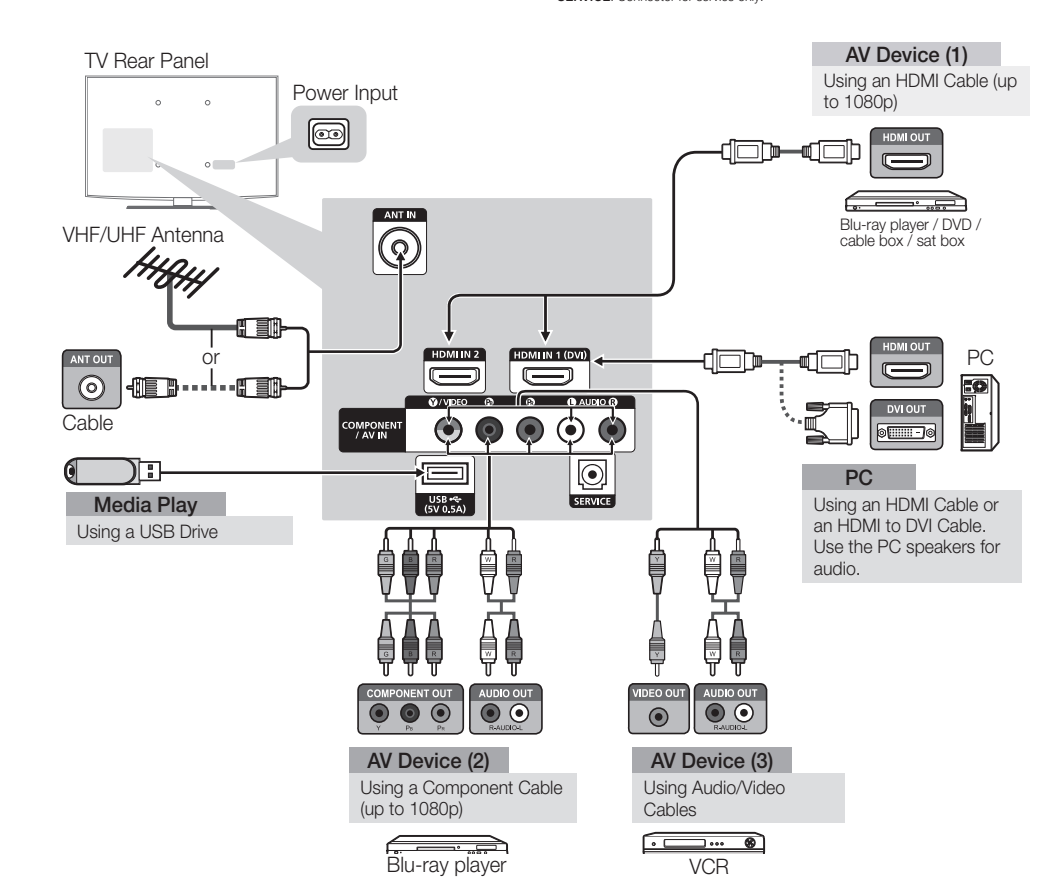 SERVICE: Connector for service only.
TV Rear Panel
Power Input
AV Device (1)
Using an HDMI Cable (up
to 1080p)
HDMI OUT
Blu-ray player / DVD /
cable box / sat box
ANT IN
VHF/UHF Antenna
ANT OUT
or
Cable
HDMI IN 2
HDMI IN 1 (DVI)
HDMI OUT
PC
DVI OUT
COMPONENT
/ AV IN
Y / VIDEO
PB
PR
L AUDIO R
USB
(5V 0.5A)
SERVICE
Media Play
Using a USB Drive
PC
Using an HDMI Cable or
an HDMI to DVI Cable.
Use the PC speakers for
audio.
G B R W R
G B R W R
Y W R
Y W R
COMPONENT OUT
Y PB PR
AUDIO OUT
R-AUDIO-L
VIDEO OUT
AUDIO OUT
R-AUDIO-L
AV Device (2)
Using a Component Cable
(up to 1080p)
Blu-ray player
AV Device (3)
Using Audio/Video
Cables
VCR